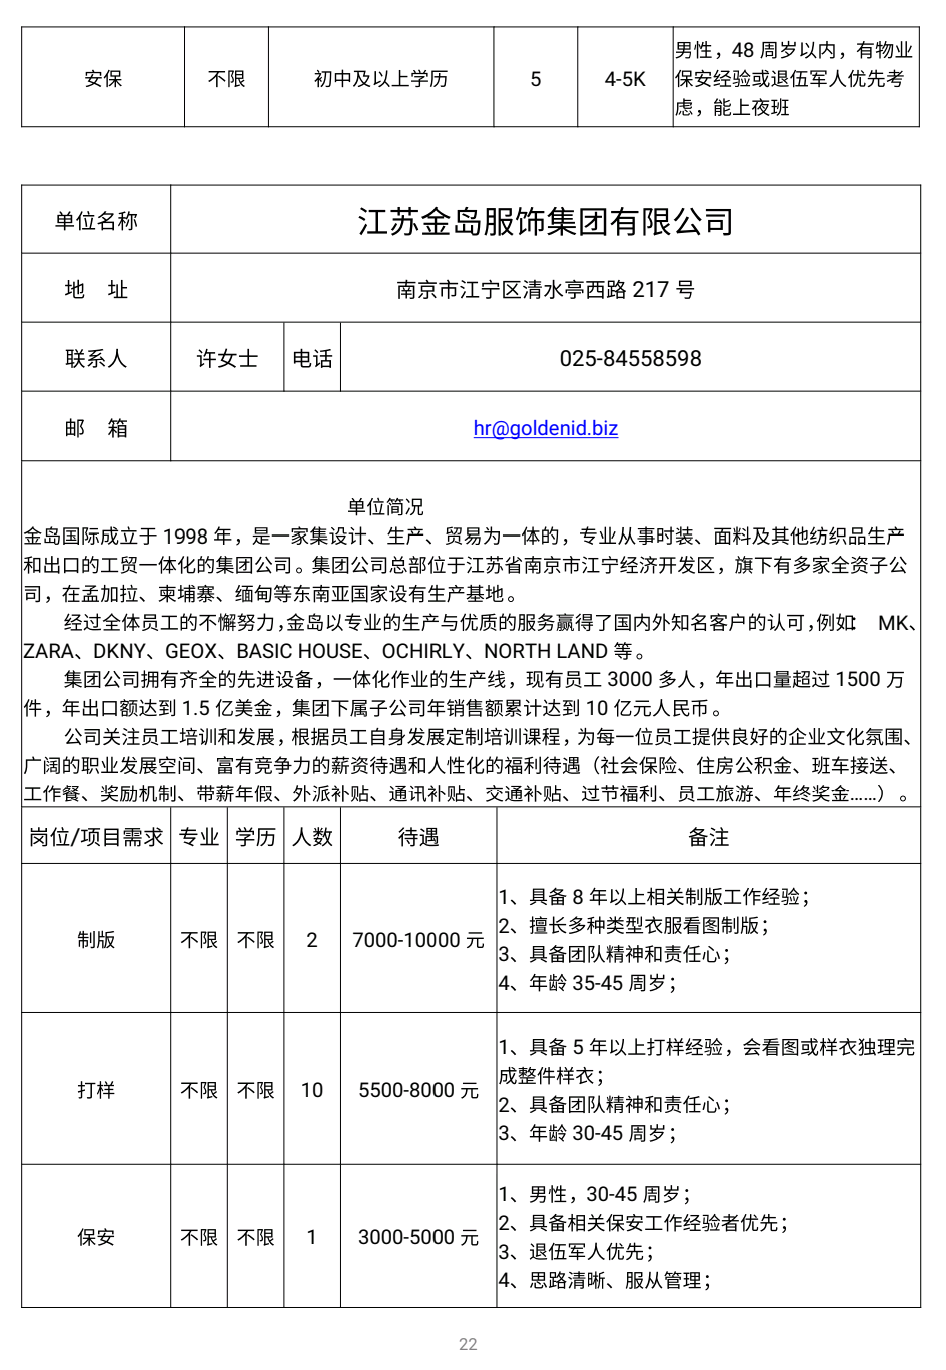 安保 不限 初中及以上学历 5 4-5K 男性，48 周岁以内，有物业
保安经验或退伍军人优先考
虑，能上夜班
单位名称 江苏金岛服饰集团有限公司
地 址 南京市江宁区清水亭西路 217 号
联系人 许女士 电话 025-84558598
邮 箱 hr@goldenid.biz
单位简况
金岛国际成立于 1998 年，是一家集设计、生产、贸易为一体的，专业从事时装、面料及其他纺织品生产
和出口的工贸一体化的集团公司。集团公司总部位于江苏省南京市江宁经济开发区，旗下有多家全资子公
司，在孟加拉、柬埔寨、缅甸等东南亚国家设有生产基地。
经过全体员工的不懈努力，金岛以专业的生产与优质的服务赢得了国内外知名客户的认可，例如： MK、
ZARA、DKNY、GEOX、BASIC HOUSE、OCHIRLY、NORTH LAND 等。
集团公司拥有齐全的先进设备，一体化作业的生产线，现有员工 3000 多人，年出口量超过 1500 万
件，年出口额达到 1.5 亿美金，集团下属子公司年销售额累计达到 10 亿元人民币。
公司关注员工培训和发展，根据员工自身发展定制培训课程，为每一位员工提供良好的企业文化氛围、
广阔的职业发展空间、富有竞争力的薪资待遇和人性化的福利待遇（社会保险、住房公积金、班车接送、
工作餐、奖励机制、带薪年假、外派补贴、通讯补贴、交通补贴、过节福利、员工旅游、年终奖金……）。
岗位/项目需求 专业 学历 人数 待遇 备注
制版 不限 不限 2 7000-10000 元 1、具备 8 年以上相关制版工作经验；
2、擅长多种类型衣服看图制版；
3、具备团队精神和责任心；
4、年龄 35-45 周岁；
打样 不限 不限 10 5500-8000 元 1、具备 5 年以上打样经验，会看图或样衣独理完
成整件样衣；
2、具备团队精神和责任心；
3、年龄 30-45 周岁；
保安 不限 不限 1 3000-5000 元 1、男性，30-45 周岁；
2、具备相关保安工作经验者优先；
3、退伍军人优先；
4、思路清晰、服从管理；
22